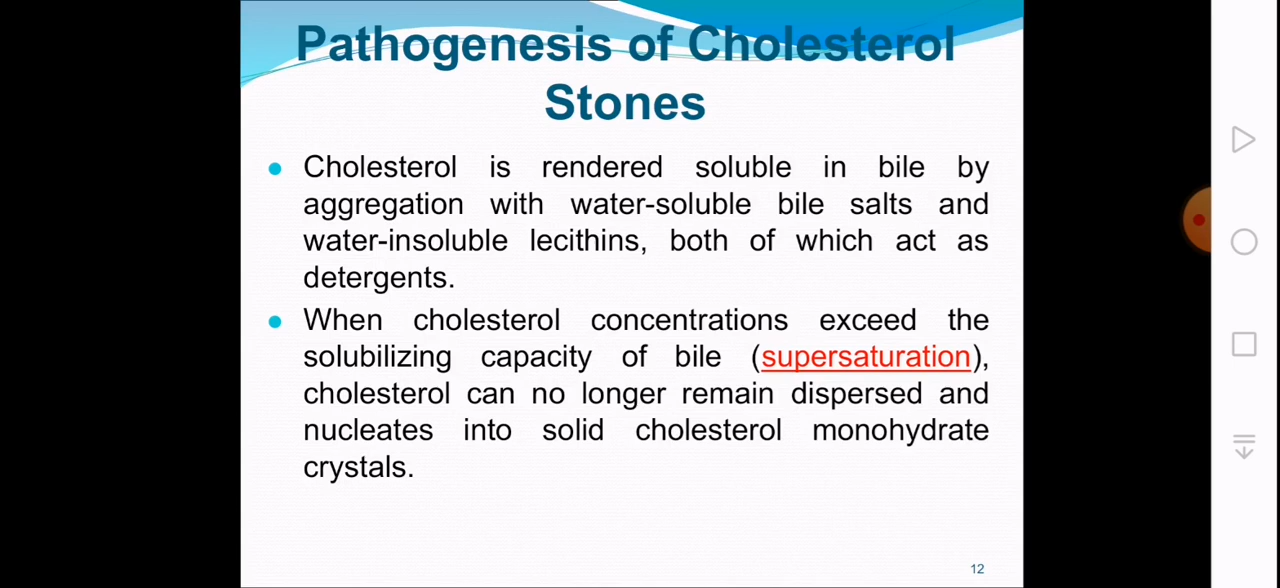 Pathogenesis of Cholesterol
Stones
Cholesterol is rendered soluble in bile by
aggregation with water-soluble bile salts and
water-insoluble lecithins, both of which act as
detergents.
When cholesterol concentrations exceed the
solubilizing capacity of bile (supersaturation),
cholesterol can no longer remain dispersed and
nucleates into solid cholesterol monohydrate
crystals.
12